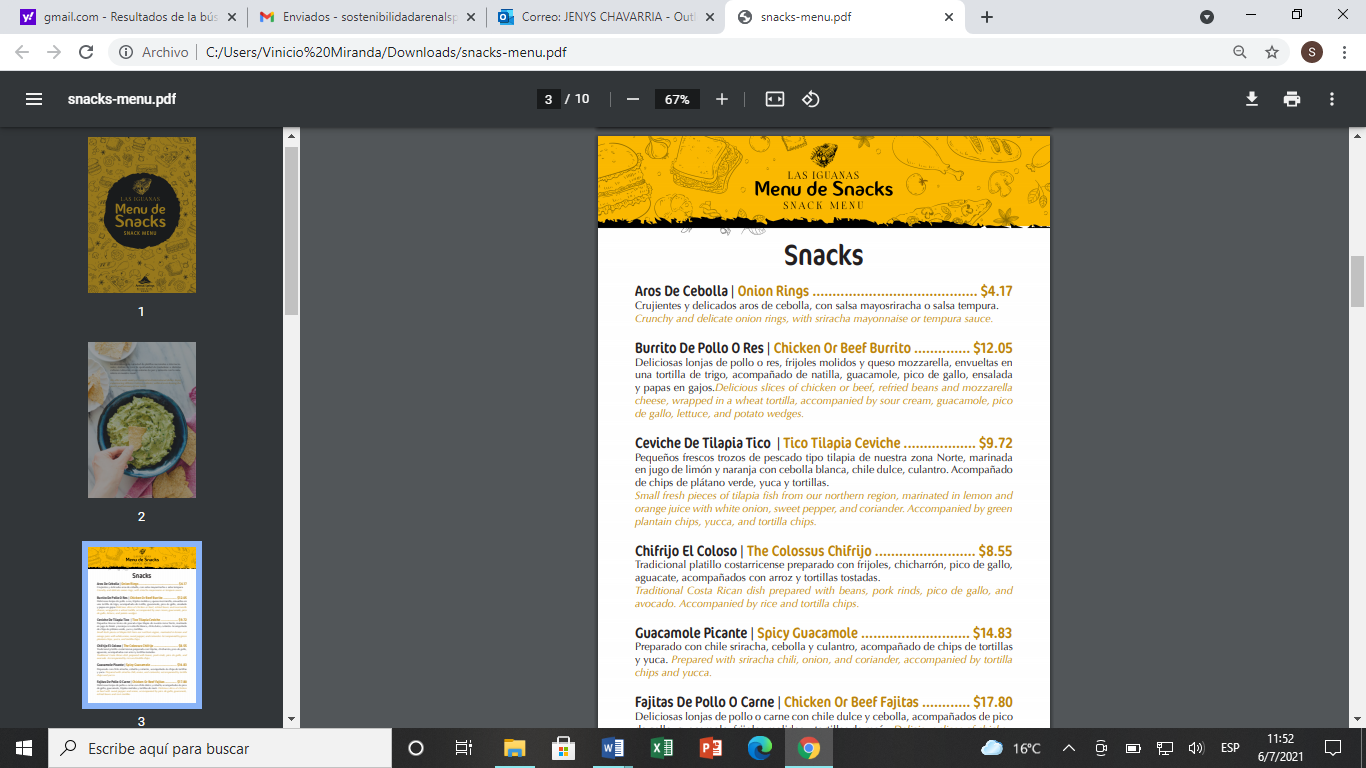 gmail.com - Resultados de la bús
Enviados - sostenibilidadarenalsp
Correo: JENYS CHAVARRIA - Outl
snacks-menu.pdf
Archivo
C:/Users/Vinicio%20Miranda/Downloads/snacks-menu.pdf
S
snacks-menu.pdf
3 / 10
67%
LAS IGUANAS
Menu de Snacks
SNACK MENU
1
2
Menu de Snacks
Snacks
3
LAS IGUANAS
Menu de Snacks
SNACK MENU
Snacks
Aros De Cebolla | Onion Rings ........................................ $4.17
Crujientes y delicados aros de cebolla, con salsa mayosriracha o salsa tempura.
Crunchy and delicate onion rings, with sriracha mayonnaise or tempura sauce.
Burrito De Pollo O Res | Chicken Or Beef Burrito .............. $12.05
Deliciosas lonjas de pollo o res, frijoles molidos y queso mozzarella, envueltas en
una tortilla de trigo, acompañado de natilla, guacamole, pico de gallo, ensalada
y papas en gajos.Delicious slices of chicken or beef, refried beans and mozzarella
cheese, wrapped in a wheat tortilla, accompanied by sour cream, guacamole, pico
de gallo, lettuce, and potato wedges.
Ceviche De Tilapia Tico | Tico Tilapia Ceviche .................. $9.72
Pequeños frescos trozos de pescado tipo tilapia de nuestra zona Norte, marinada
en jugo de limón y naranja con cebolla blanca, chile dulce, culantro. Acompañado
de chips de plátano verde, yuca y tortillas.
Small fresh pieces of tilapia fish from our northern region, marinated in lemon and
orange juice with white onion, sweet pepper, and coriander. Accompanied by green
plantain chips, yucca, and tortilla chips.
Chifrijo El Coloso | The Colossus Chifrijo ......................... $8.55
Tradicional platillo costarricense preparado con frijoles, chicharrón, pico de gallo,
aguacate, acompañados con arroz y tortillas tostadas.
Traditional Costa Rican dish prepared with beans, pork rinds, pico de gallo, and
avocado. Accompanied by rice and tortilla chips.
Guacamole Picante | Spicy Guacamole ........................... $14.83
Preparado con chile sriracha, cebolla y culantro, acompañado de chips de tortillas
y yuca. Prepared with sriracha chili, onion, and coriander, accompanied by tortilla
chips and yucca.
Fajitas De Pollo O Carne | Chicken Or Beef Fajitas ............ $17.80
Deliciosas lonjas de pollo o carne con chile dulce y cebolla, acompañados de pico
Escribe aquí para buscar
16°C
ESP
11:52
6/7/2021